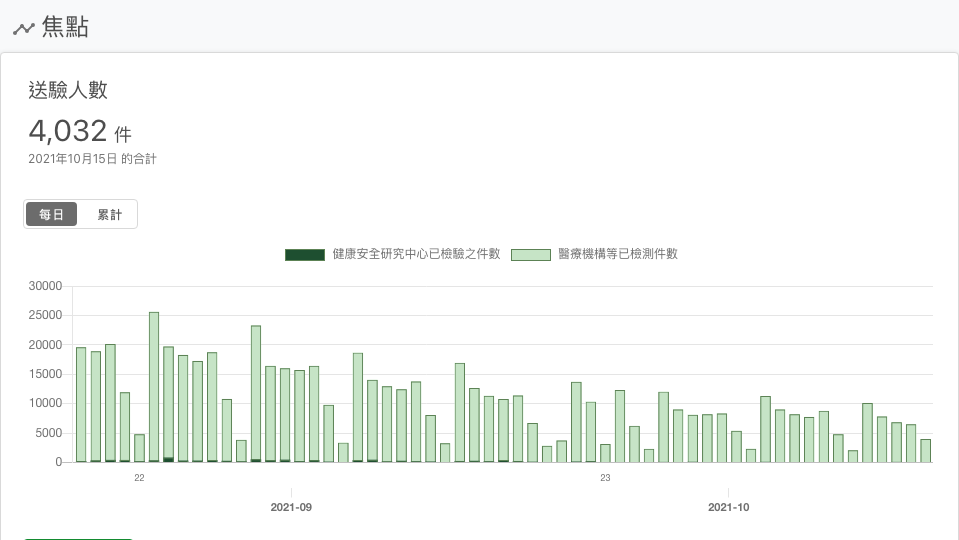 焦點
送驗人數
4,032 件
2021年10月15日 的合計
每日 累計
健康安全研究中心已檢驗之件數 醫療機構等已檢測件數
30000
25000
20000
15000
10000
5000
0
22 23
2021-09 2021-10